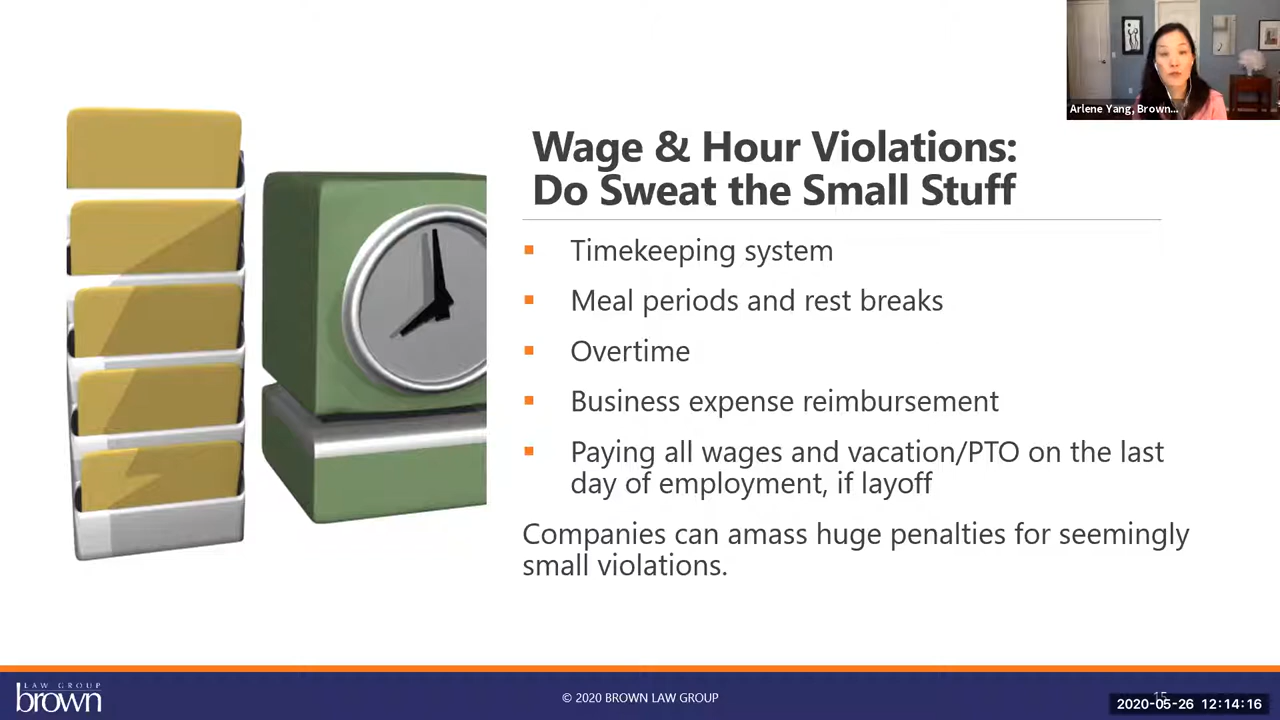 Arlene Yang, Brown...
Wage & Hour Violations:
Do Sweat the Small Stuff
Timekeeping system
Meal periods and rest breaks
Overtime
Business expense reimbursement
Paying all wages and vacation/PTO on the last
day of employment, if layoff
Companies can amass huge penalties for seemingly
small violations.
LAW GROUP
brown
© 2020 BROWN LAW GROUP
15
2020-05-26 12:14:16